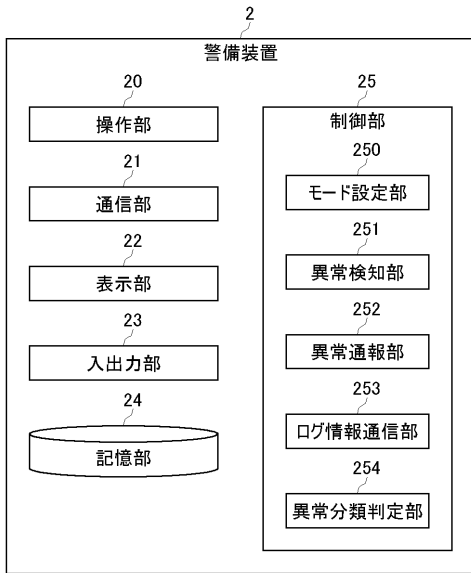 2
警備装置
20
操作部
21
通信部
22
表示部
23
入出力部
24
記憶部
25
制御部
250
モード設定部
251
異常検知部
252
異常通報部
253
ログ情報通信部
254
異常分類判定部